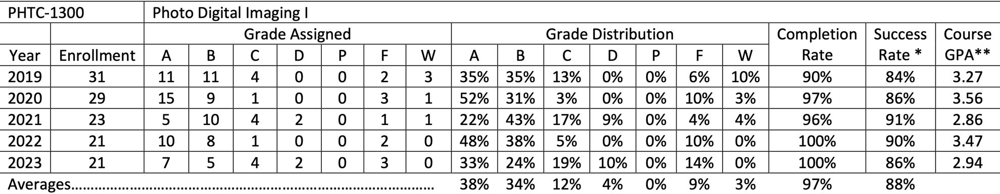 PHTC-1300 Photo Digital Imaging I
Grade Assigned Grade Distribution Completion Success Course
Year Enrollment A B C D P F W A B C D P F W Rate Rate * GPA**
2019 31 11 11 4 0 0 2 3 35% 35% 13% 0% 0% 6% 10% 90% 84% 3.27
2020 29 15 9 1 0 0 3 1 52% 31% 3% 0% 0% 10% 3% 97% 86% 3.56
2021 23 5 10 4 2 0 1 1 22% 43% 17% 9% 0% 4% 4% 96% 91% 2.86
2022 21 10 8 1 0 0 2 0 48% 38% 5% 0% 0% 10% 0% 100% 90% 3.47
2023 21 7 5 4 2 0 3 0 33% 24% 19% 10% 0% 14% 0% 100% 86% 2.94
Averages……………………………………………………………………………… 38% 34% 12% 4% 0% 9% 3% 97% 88%